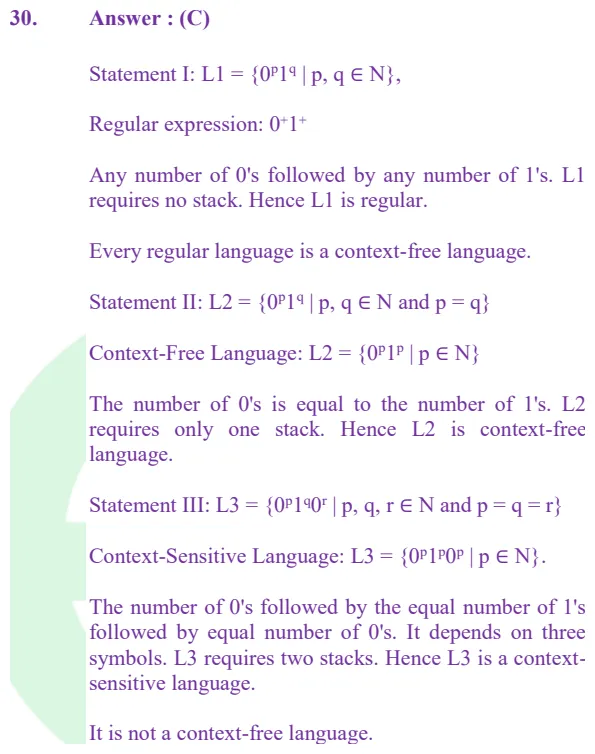 30. Answer : (C)
Statement I: L1 = {0ᵖ1ᑫ | p, q ∈ N},
Regular expression: 0⁺1⁺
Any number of 0's followed by any number of 1's. L1
requires no stack. Hence L1 is regular.
Every regular language is a context-free language.
Statement II: L2 = {0ᵖ1ᑫ | p, q ∈ N and p = q}
Context-Free Language: L2 = {0ᵖ1ᵖ | p ∈ N}
The number of 0's is equal to the number of 1's. L2
requires only one stack. Hence L2 is context-free
language.
Statement III: L3 = {0ᵖ1ᑫ0ʳ | p, q, r ∈ N and p = q = r}
Context-Sensitive Language: L3 = {0ᵖ1ᵖ0ᵖ | p ∈ N}.
The number of 0's followed by the equal number of 1's
followed by equal number of 0's. It depends on three
symbols. L3 requires two stacks. Hence L3 is a context-
sensitive language.
It is not a context-free language.